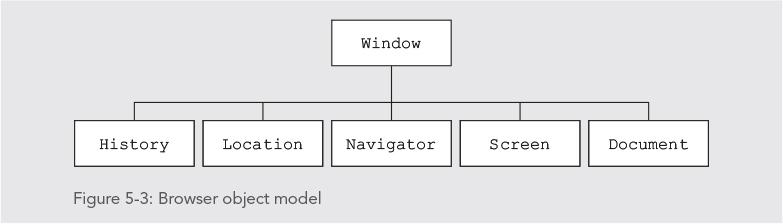 Window
History Location Navigator Screen Document
Figure 5-3: Browser object model